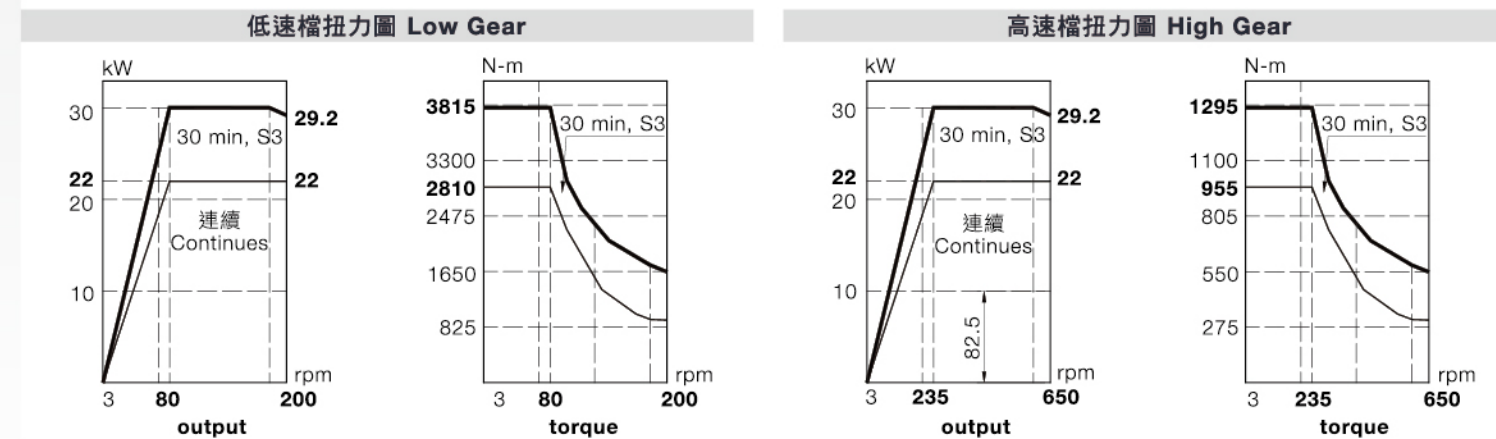 低速檔扭力圖 Low Gear
kW
30
29.2
30 min, S3
22
22
20
連續
Continues
10
rpm
3
80
200
output
N-m
3815
30 min, S3
3300
2810
2475
1650
825
rpm
3
80
200
torque
高速檔扭力圖 High Gear
kW
30
29.2
30 min, S3
22
22
20
連續
Continues
10
82.5
rpm
3
235
650
output
N-m
1295
30 min, S3
1100
955
805
550
275
rpm
3
235
650
torque